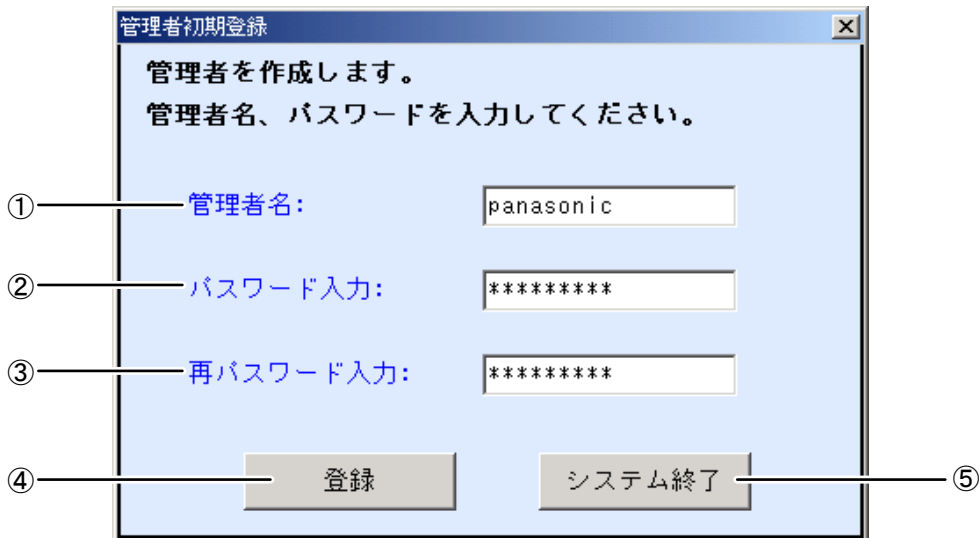 管理者初期登録
管理者を作成します。
管理者名、パスワードを入力してください。
① 管理者名: panasonic
② パスワード入力: *********
③ 再パスワード入力: *********
④ 登録 システム終了 ⑤